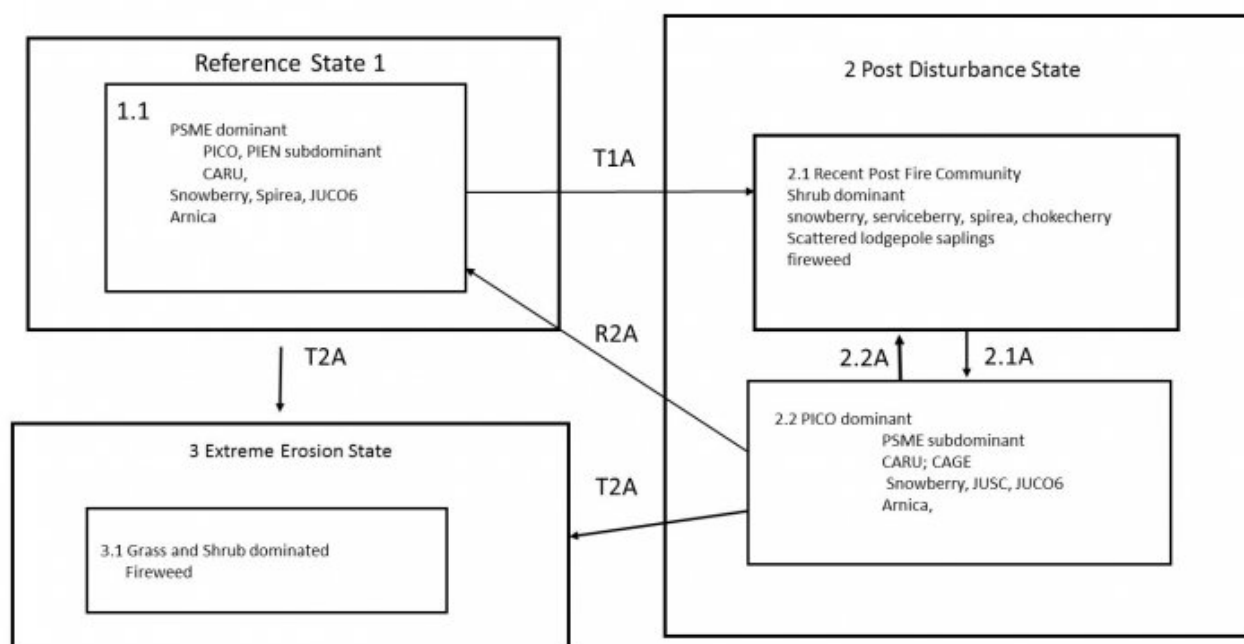 Reference State 1
1.1
PSME dominant
PICO, PIEN subdominant
CARU,
Snowberry, Spirea, JUCO6
Arnica
T1A
2 Post Disturbance State
2.1 Recent Post Fire Community
Shrub dominant
snowberry, serviceberry, spirea, chokecherry
Scattered lodgepole saplings
fireweed
R2A
T2A
2.2A
2.1A
2.2 PICO dominant
PSME subdominant
CARU; CAGE
Snowberry, JUSC, JUCO6
Arnica,
T2A
3 Extreme Erosion State
3.1 Grass and Shrub dominated
Fireweed